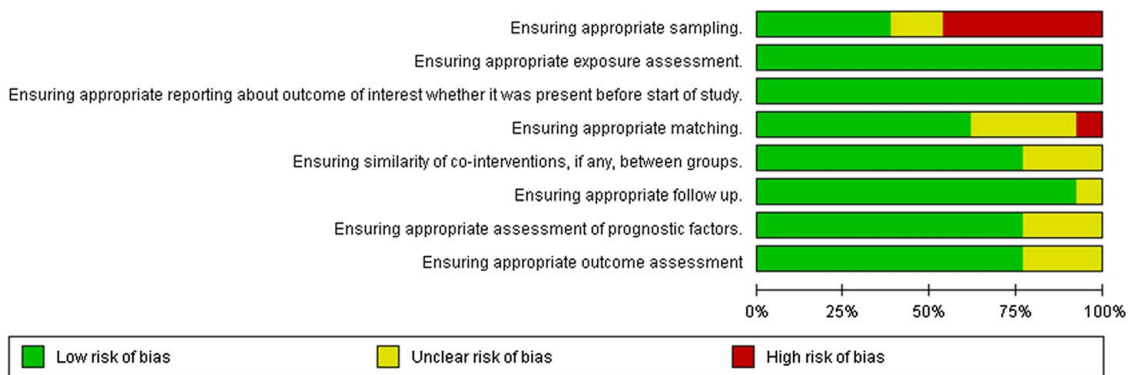 Ensuring appropriate sampling.
Ensuring appropriate exposure assessment.
Ensuring appropriate reporting about outcome of interest whether it was present before start of study.
Ensuring appropriate matching.
Ensuring similarity of co-interventions, if any, between groups.
Ensuring appropriate follow up.
Ensuring appropriate assessment of prognostic factors.
Ensuring appropriate outcome assessment
0% 25% 50% 75% 100%
Low risk of bias Unclear risk of bias High risk of bias